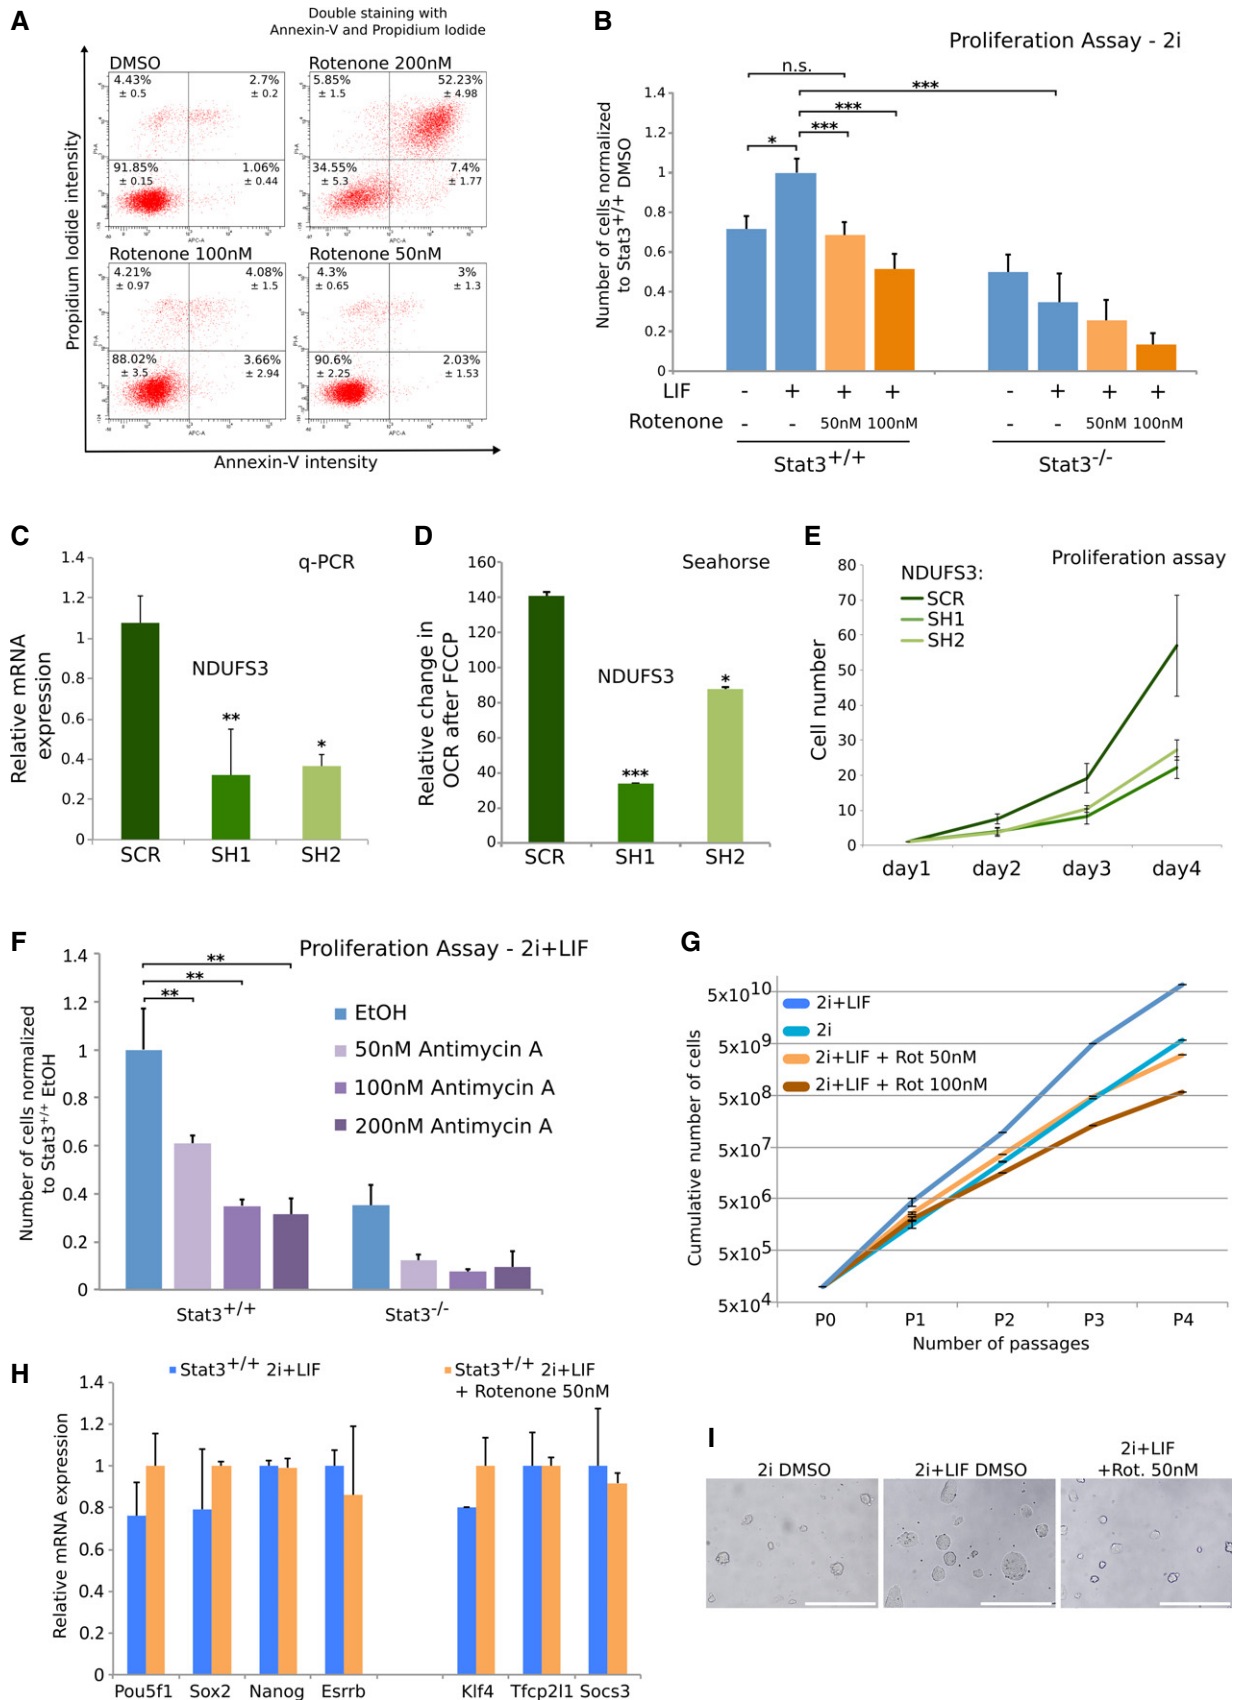 A
Double staining with
Annexin-V and Propidium Iodide
Propidium Iodide intensity
DMSO
4.43%
± 0.5
2.7%
± 0.2
91.85%
± 0.15
1.06%
± 0.44
APC-A
Rotenone 200nM
5.85%
± 1.5
52.23%
± 4.98
34.55%
± 5.3
7.4%
± 1.77
APC-A
Rotenone 100nM
4.21%
± 0.97
4.08%
± 1.5
88.02%
± 3.5
3.66%
± 2.94
APC-A
Rotenone 50nM
4.3%
± 0.65
3%
± 1.3
90.6%
± 2.25
2.03%
± 1.53
APC-A
Annexin-V intensity
B
Proliferation Assay - 2i
Number of cells normalized
to Stat3+/+ DMSO
1.4
1.2
1
0.8
0.6
0.4
0.2
0
n.s.
***
***
***
*
LIF - + + + - + + +
Rotenone - - 50nM 100nM - - 50nM 100nM
Stat3+/+ Stat3-/-
C
q-PCR
Relative mRNA
expression
1.4
1.2
1
0.8
0.6
0.4
0.2
0
NDUFS3
**
*
SCR SH1 SH2
D
Seahorse
Relative change in
OCR after FCCP
160
140
120
100
80
60
40
20
0
NDUFS3
***
*
SCR SH1 SH2
E
Proliferation assay
Cell number
80
70
60
50
40
30
20
10
0
NDUFS3:
SCR
SH1
SH2
day1 day2 day3 day4
F
Proliferation Assay - 2i+LIF
Number of cells normalized
to Stat3+/+ EtOH
1.4
1.2
1
0.8
0.6
0.4
0.2
0
**
**
**
EtOH
50nM Antimycin A
100nM Antimycin A
200nM Antimycin A
Stat3+/+ Stat3-/-
G
Cumulative number of cells
5x10^10
5x10^9
5x10^8
5x10^7
5x10^6
5x10^5
5x10^4
2i+LIF
2i
2i+LIF + Rot 50nM
2i+LIF + Rot 100nM
P0 P1 P2 P3 P4
Number of passages
H
Stat3+/+ 2i+LIF
Stat3+/+ 2i+LIF
+ Rotenone 50nM
Relative mRNA expression
1.4
1.2
1
0.8
0.6
0.4
0.2
0
Pou5f1 Sox2 Nanog Esrrb Klf4 Tfcp2l1 Socs3
I
2i DMSO
2i+LIF DMSO
2i+LIF
+Rot. 50nM